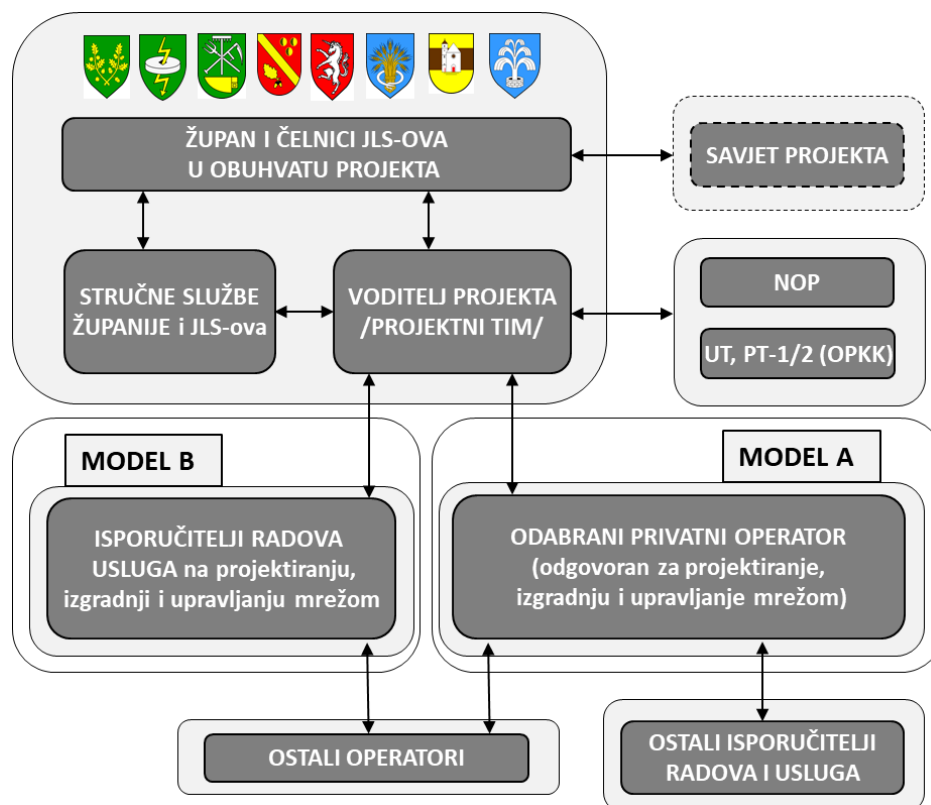 ŽUPAN I ČELNICI JLS-OVA
U OBUHVATU PROJEKTA
SAVJET PROJEKTA
STRUČNE SLUŽBE
ŽUPANIJE i JLS-ova
VODITELJ PROJEKTA
/PROJEKTNI TIM/
NOP
UT, PT-1/2 (OPKK)
MODEL B
MODEL A
ISPORUČITELJI RADOVA
USLUGA na projektiranju,
izgradnji i upravljanju mrežom
ODABRANI PRIVATNI OPERATOR
(odgovoran za projektiranje,
izgradnju i upravljanje mrežom)
OSTALI OPERATORI
OSTALI ISPORUČITELJI
RADOVA I USLUGA